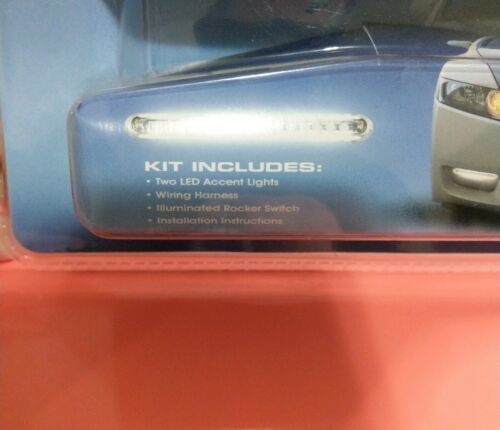 KIT INCLUDES:
• Two LED Accent Lights
• Wiring Harness
• Illuminated Rocker Switch
• Installation Instructions